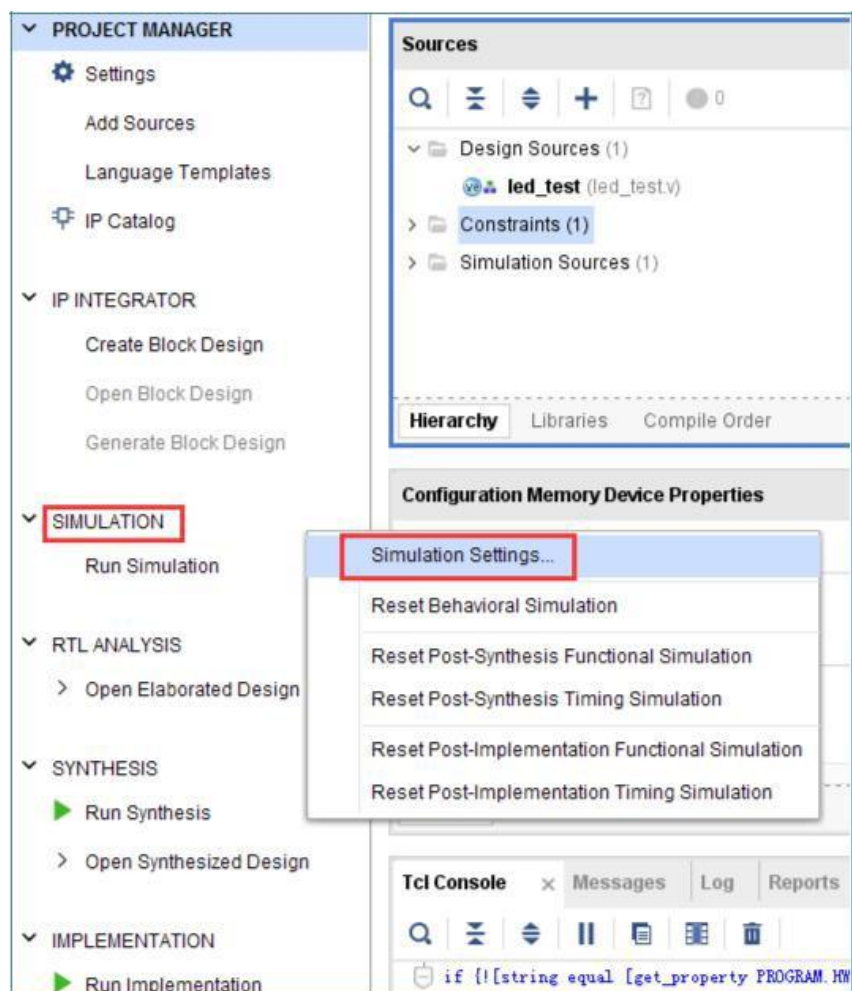 PROJECT MANAGER
Settings
Add Sources
Language Templates
IP Catalog
IP INTEGRATOR
Create Block Design
Open Block Design
Generate Block Design
SIMULATION
Run Simulation
RTL ANALYSIS
Open Elaborated Design
SYNTHESIS
Run Synthesis
Open Synthesized Design
IMPLEMENTATION
Run Implementation
Sources
? 0
Design Sources (1)
led_test (led_test.v)
Constraints (1)
Simulation Sources (1)
Hierarchy Libraries Compile Order
Configuration Memory Device Properties
Simulation Settings...
Reset Behavioral Simulation
Reset Post-Synthesis Functional Simulation
Reset Post-Synthesis Timing Simulation
Reset Post-Implementation Functional Simulation
Reset Post-Implementation Timing Simulation
Tcl Console Messages Log Reports
if {![string equal [get_property PROGRAM.HW